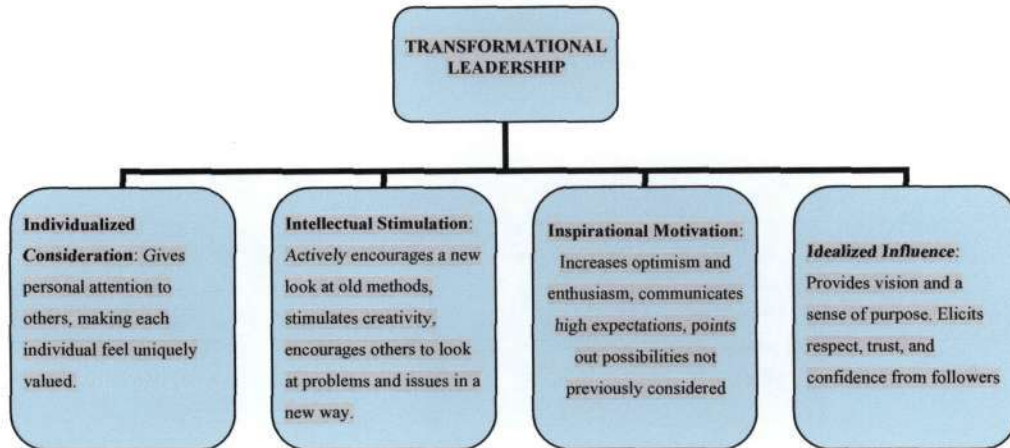 TRANSFORMATIONAL
LEADERSHIP
Individualized
Consideration: Gives
personal attention to
others, making each
individual feel uniquely
valued.
Intellectual Stimulation:
Actively encourages a new
look at old methods,
stimulates creativity,
encourages others to look
at problems and issues in a
new way.
Inspirational Motivation:
Increases optimism and
enthusiasm, communicates
high expectations, points
out possibilities not
previously considered
Idealized Influence:
Provides vision and a
sense of purpose. Elicits
respect, trust, and
confidence from followers